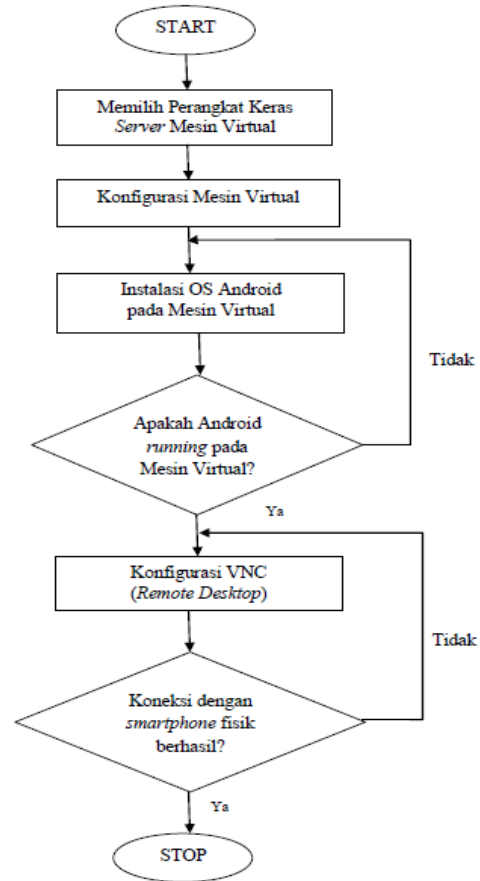 START
Memilih Perangkat Keras
Server Mesin Virtual
Konfigurasi Mesin Virtual
Instalasi OS Android
pada Mesin Virtual
Tidak
Apakah Android
running pada
Mesin Virtual?
Ya
Konfigurasi VNC
(Remote Desktop)
Tidak
Koneksi dengan
smartphone fisik
berhasil?
Ya
STOP